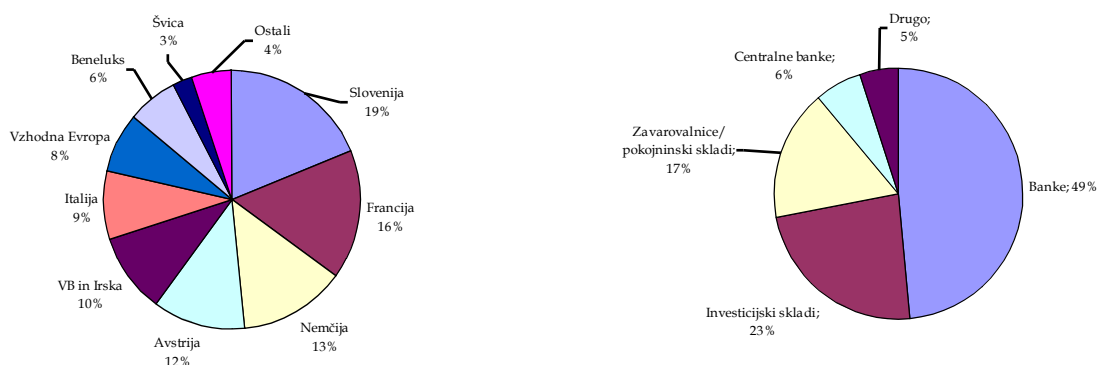 Švica
3%
Ostali
4%
Beneluks
6%
Slovenija
19%
Vzhodna Evropa
8%
Italija
9%
Francija
16%
VB in Irska
10%
Nemčija
13%
Avstrija
12%
Drugo;
5%
Centralne banke;
6%
Zavarovalnice/
pokojninski skladi;
17%
Banke; 49%
Investicijski skladi;
23%